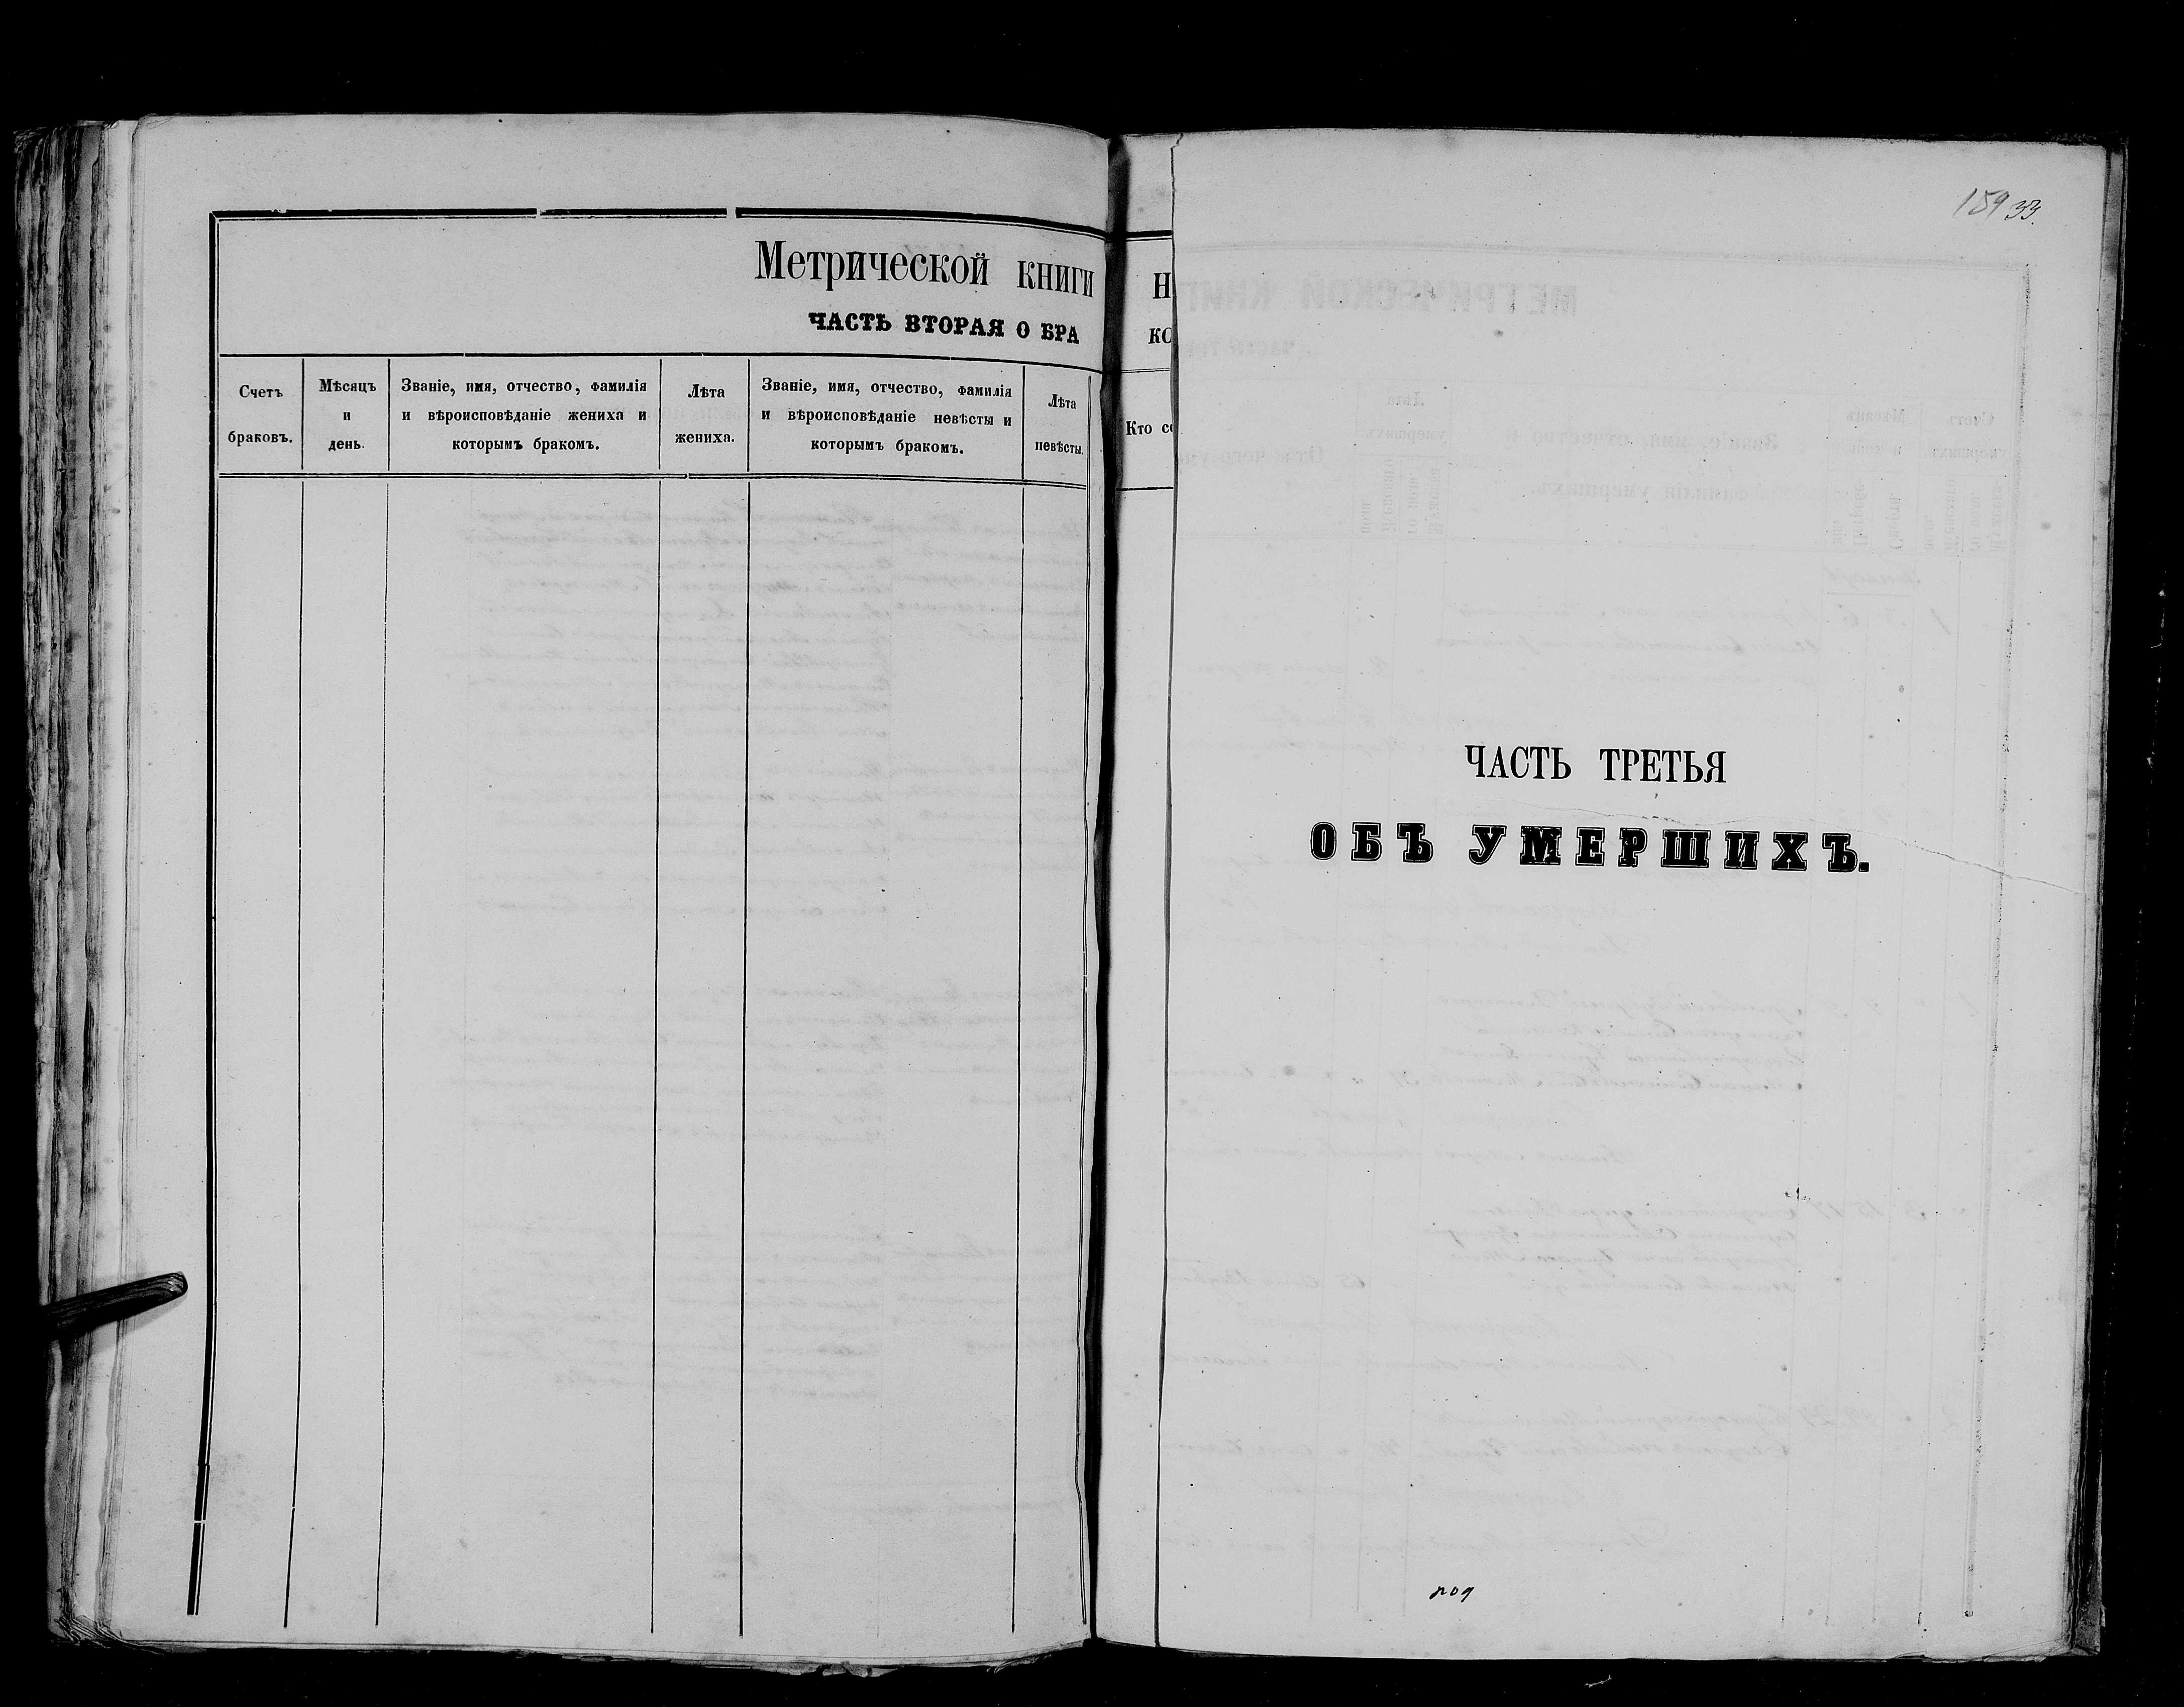 Метрической книги
ЧАСТЬ ВТОРАЯ О БРА
Счетъ
браковъ.
Мѣсяцъ
и
день.
Званіе, имя, отчество, фамилія
и вѣроисповѣданіе жениха и
которымъ бракомъ.
Лѣта
жениха.
Званіе, имя, отчество, фамилія
и вѣроисповѣданіе невѣсты и
которымъ бракомъ.
Лѣта
невѣсты.
Н
КО
Кто со
159 33.
ЧАСТЬ ТРЕТЬЯ
ОБЪ УМЕРШИХЪ.